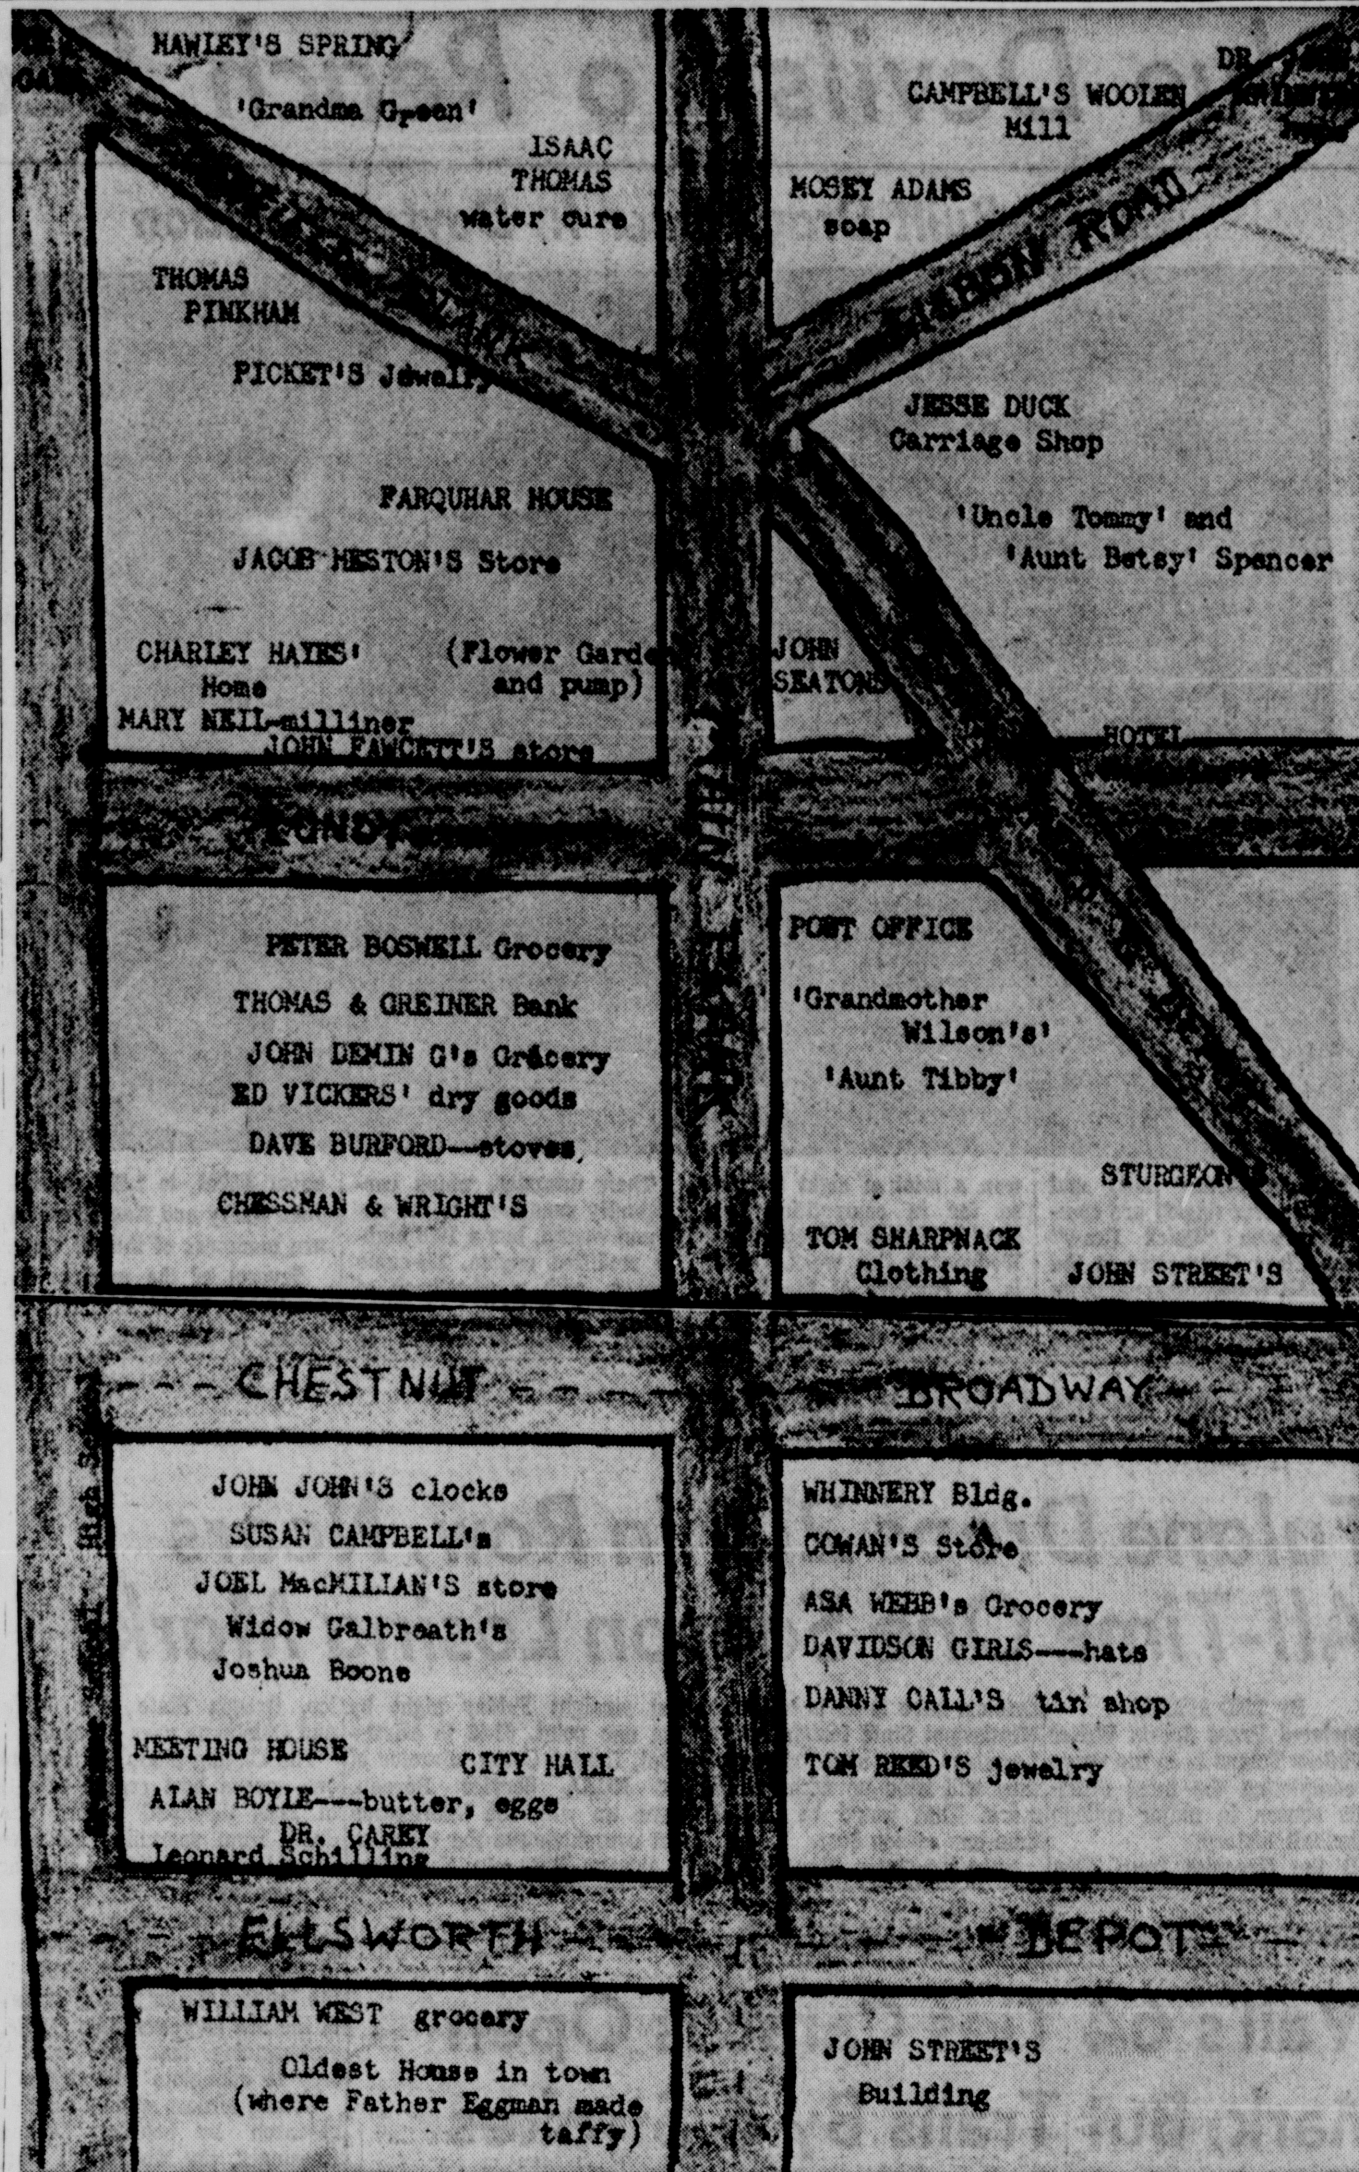 HAWLEY'S SPRING
'Grandma Green'
ISAAC
THOMAS
water cure
DR.
CAMPBELL'S WOOLEN
Mill
MOSEY ADAMS
soap
ROAD
THOMAS
PINKHAM
PICKET'S Jewelry
JESSE DUCK
Carriage Shop
FARQUHAR HOUSE
JACOB HESTON'S Store
'Uncle Tommy' and
'Aunt Betsy' Spencer
CHARLEY HAYES'
Home
(Flower Garde
and pump)
MARY NEIL-milliner
JOHN FAWCETT'S store
JOHN
SEATONS
HOTEL
LUNDY
MAIN
PETER BOSWELL Grocery
THOMAS & GREINER Bank
JOHN DEMIN G's Grocery
ED VICKERS' dry goods
DAVE BURFORD--stoves,
CHESSMAN & WRIGHT'S
POST OFFICE
'Grandmother
Wilson's'
'Aunt Tibby'
STURGEON'S
TOM SHARPNACK
Clothing
JOHN STREET'S
CHESTNUT
BROADWAY
High S
JOHN JOHN'S clocks
SUSAN CAMPBELL's
JOEL MacMILIAN'S store
Widow Galbreath's
Joshua Boone
MEETING HOUSE
CITY HALL
ALAN BOYLE---butter, eggs
DR. CAREY
Leonard Schilling
WHINNERY Bldg.
COWAN'S Store
ASA WEBB's Grocery
DAVIDSON GIRLS---hats
DANNY CALL'S tin shop
TOM REED'S jewelry
ELLSWORTH
DEPOT
WILLIAM WEST grocery
Oldest House in town
(where Father Eggman made
taffy)
JOHN STREET'S
Building